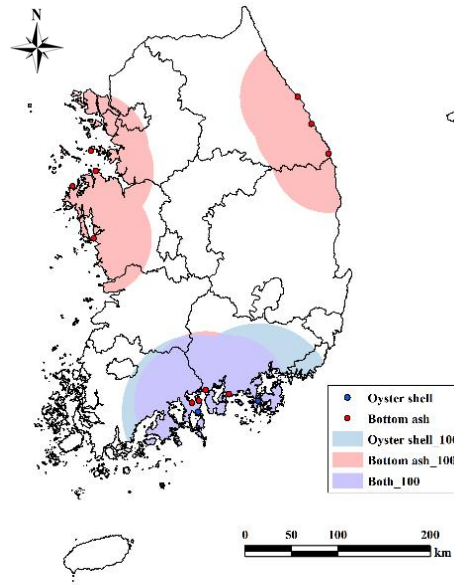 N
Oyster shell
Bottom ash
Oyster shell_100
Bottom ash_100
Both_100
0 50 100 200
km